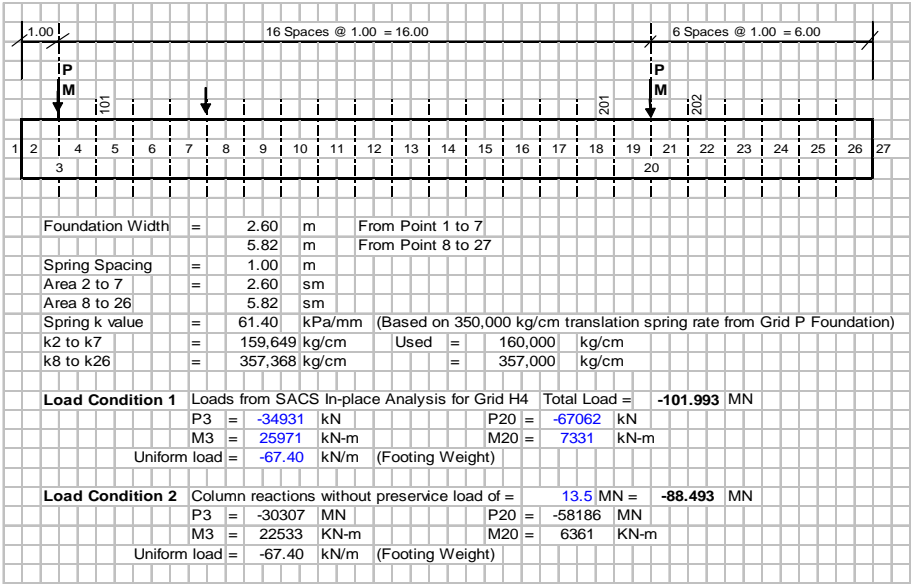 1.00 16 Spaces @ 1.00 = 16.00 6 Spaces @ 1.00 = 6.00
P P
M M
101 201 202
1 2 4 5 6 7 8 9 10 11 12 13 14 15 16 17 18 19 21 22 23 24 25 26 27
3 20
Foundation Width = 2.60 m From Point 1 to 7
5.82 m From Point 8 to 27
Spring Spacing = 1.00 m
Area 2 to 7 = 2.60 sm
Area 8 to 26 5.82 sm
Spring k value = 61.40 kPa/mm (Based on 350,000 kg/cm translation spring rate from Grid P Foundation)
k2 to k7 = 159,649 kg/cm Used = 160,000 kg/cm
k8 to k26 = 357,368 kg/cm = 357,000 kg/cm
Load Condition 1 Loads from SACS In-place Analysis for Grid H4 Total Load = -101.993 MN
P3 = -34931 kN P20 = -67062 kN
M3 = 25971 kN-m M20 = 7331 kN-m
Uniform load = -67.40 kN/m (Footing Weight)
Load Condition 2 Column reactions without preservice load of = 13.5 MN = -88.493 MN
P3 = -30307 MN P20 = -58186 MN
M3 = 22533 KN-m M20 = 6361 KN-m
Uniform load = -67.40 kN/m (Footing Weight)